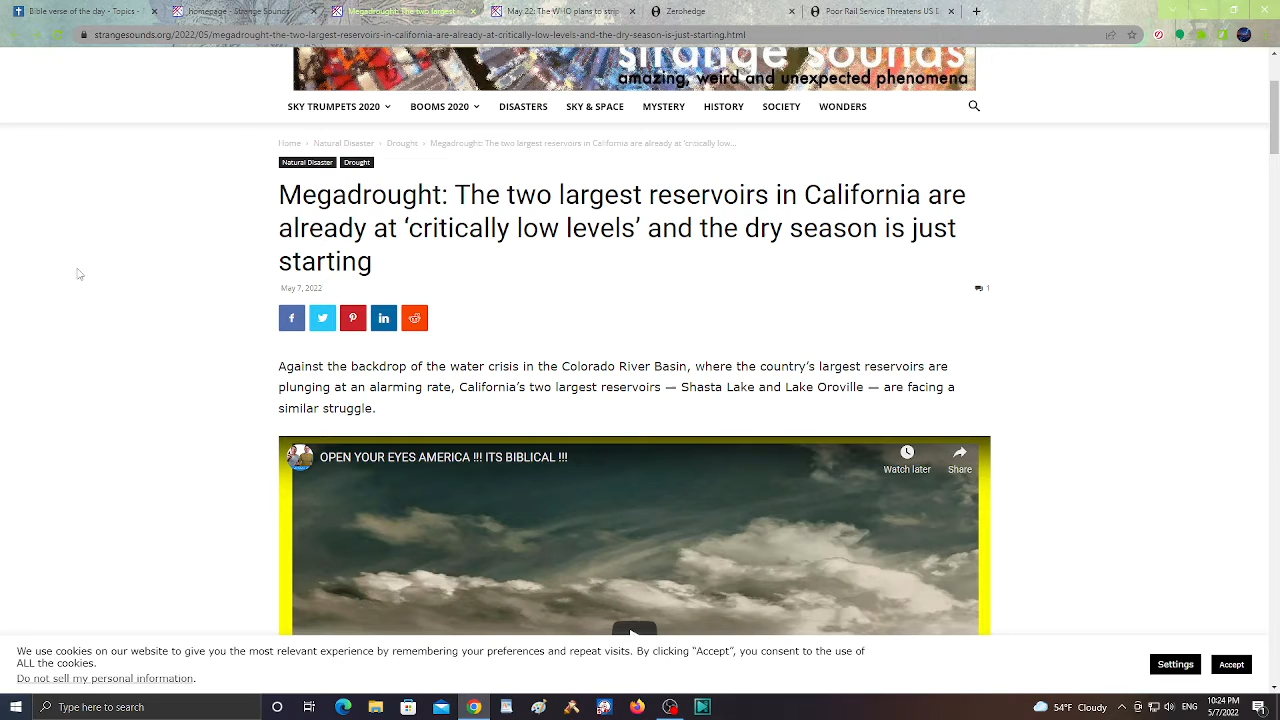 Bible verse of the day - Topics -
homepage - Strange Sounds
Megadrought: The two largest
May 22: The WHO plans to strip
Zerohedge
Poor Rail Service Threatens US
strangesounds.org/2022/05/megadrought-the-two-largest-reservoirs-in-california-are-already-at-critically-low-levels-and-the-dry-season-is-just-starting.html
strange sounds
amazing, weird and unexpected phenomena
SKY TRUMPETS 2020 BOOMS 2020 DISASTERS SKY & SPACE MYSTERY HISTORY SOCIETY WONDERS
Home › Natural Disaster › Drought › Megadrought: The two largest reservoirs in California are already at 'critically low...
Natural Disaster Drought
Megadrought: The two largest reservoirs in California are
already at ‘critically low levels’ and the dry season is just
starting
May 7, 2022
1
Against the backdrop of the water crisis in the Colorado River Basin, where the country’s largest reservoirs are
plunging at an alarming rate, California’s two largest reservoirs — Shasta Lake and Lake Oroville — are facing a
similar struggle.
OPEN YOUR EYES AMERICA !!! ITS BIBLICAL !!!
Watch later
Share
We use cookies on our website to give you the most relevant experience by remembering your preferences and repeat visits. By clicking “Accept”, you consent to the use of
ALL the cookies.
Do not sell my personal information.
Settings
Accept
Type here to search
54°F Cloudy
10:24 PM
5/7/2022